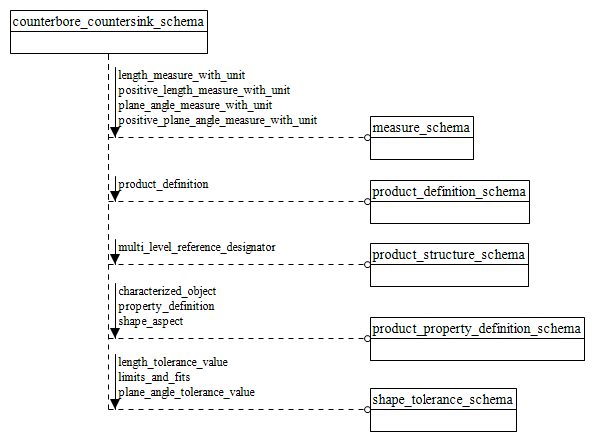 counterbore_countersink_schema
length_measure_with_unit
positive_length_measure_with_unit
plane_angle_measure_with_unit
positive_plane_angle_measure_with_unit
measure_schema
product_definition
product_definition_schema
multi_level_reference_designator
product_structure_schema
characterized_object
property_definition
shape_aspect
product_property_definition_schema
length_tolerance_value
limits_and_fits
plane_angle_tolerance_value
shape_tolerance_schema